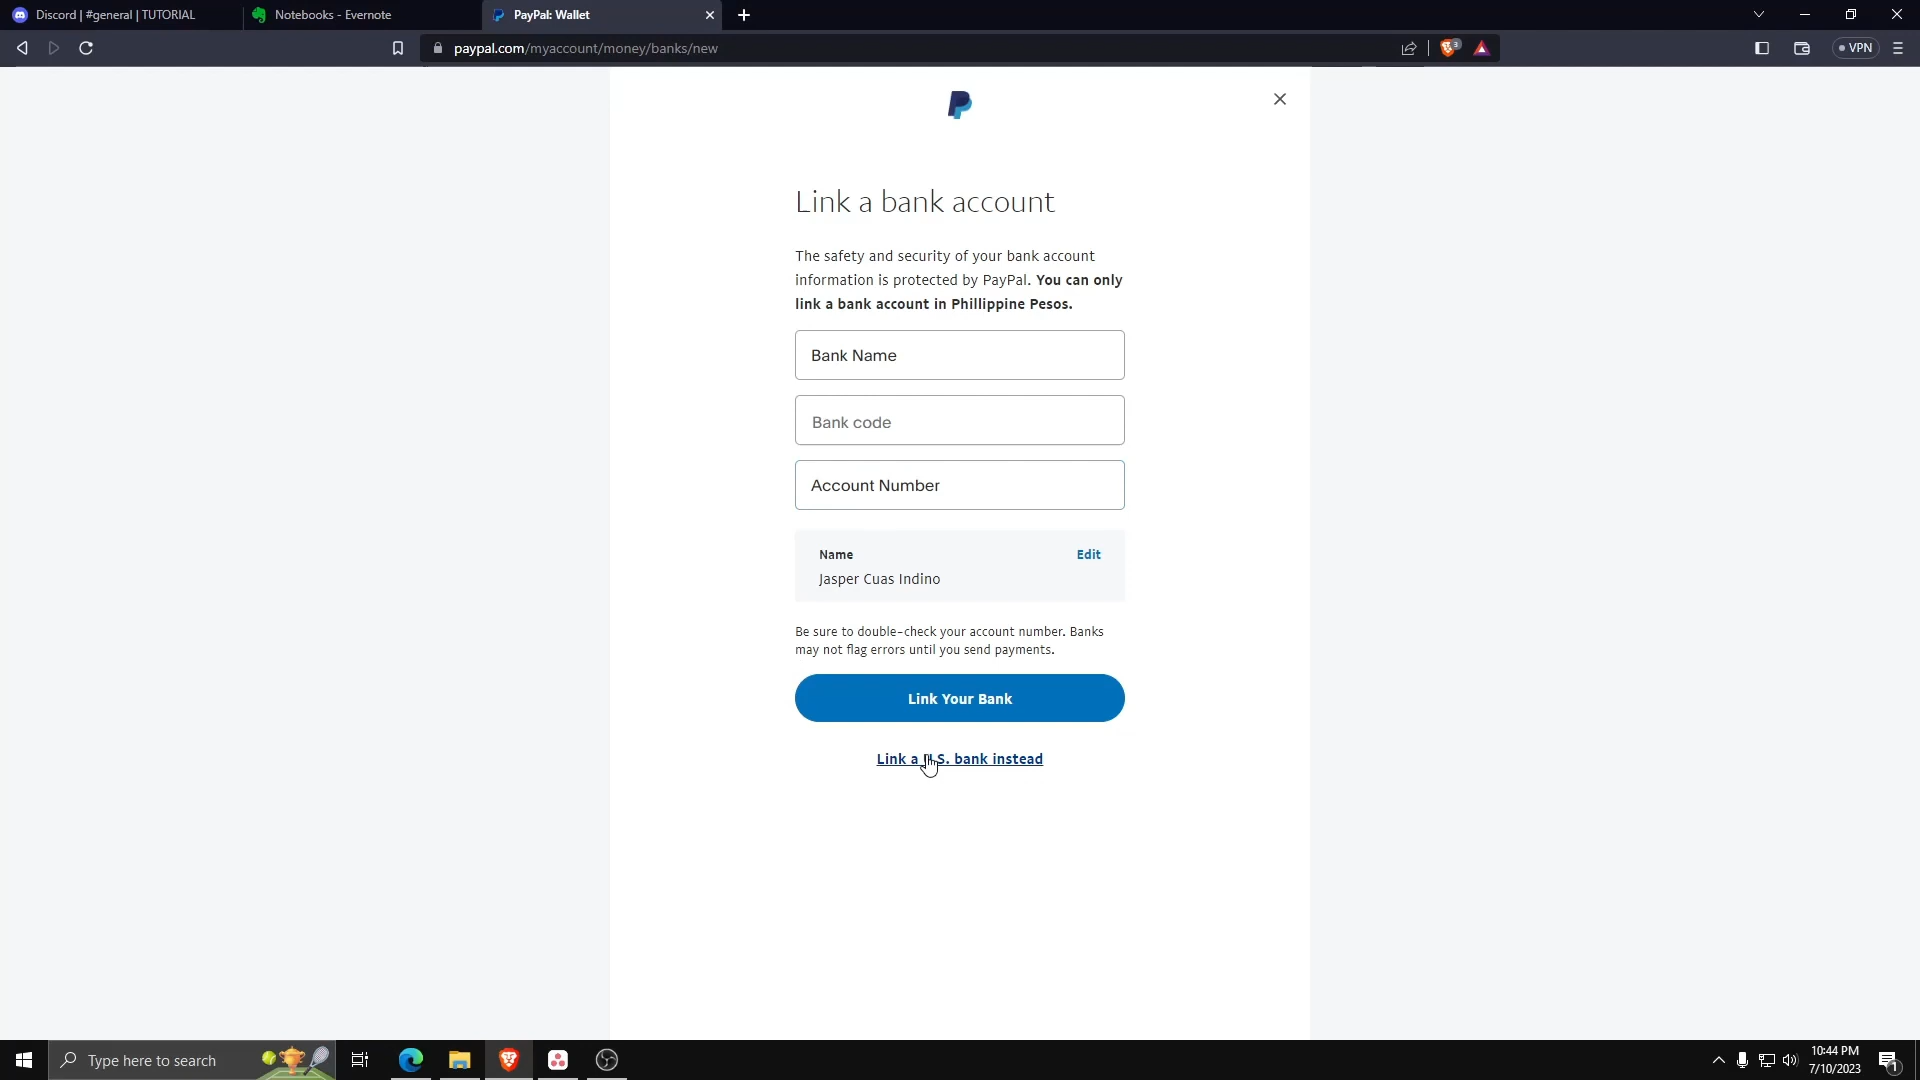 Discord | #general | TUTORIAL
Notebooks - Evernote
PayPal: Wallet
paypal.com/myaccount/money/banks/new
3
VPN
Link a bank account
The safety and security of your bank account
information is protected by PayPal. You can only
link a bank account in Phillippine Pesos.
Bank Name
Bank code
Account Number
Name
Edit
Jasper Cuas Indino
Be sure to double-check your account number. Banks
may not flag errors until you send payments.
Link Your Bank
Link a U.S. bank instead
Type here to search
10:44 PM
7/10/2023
1